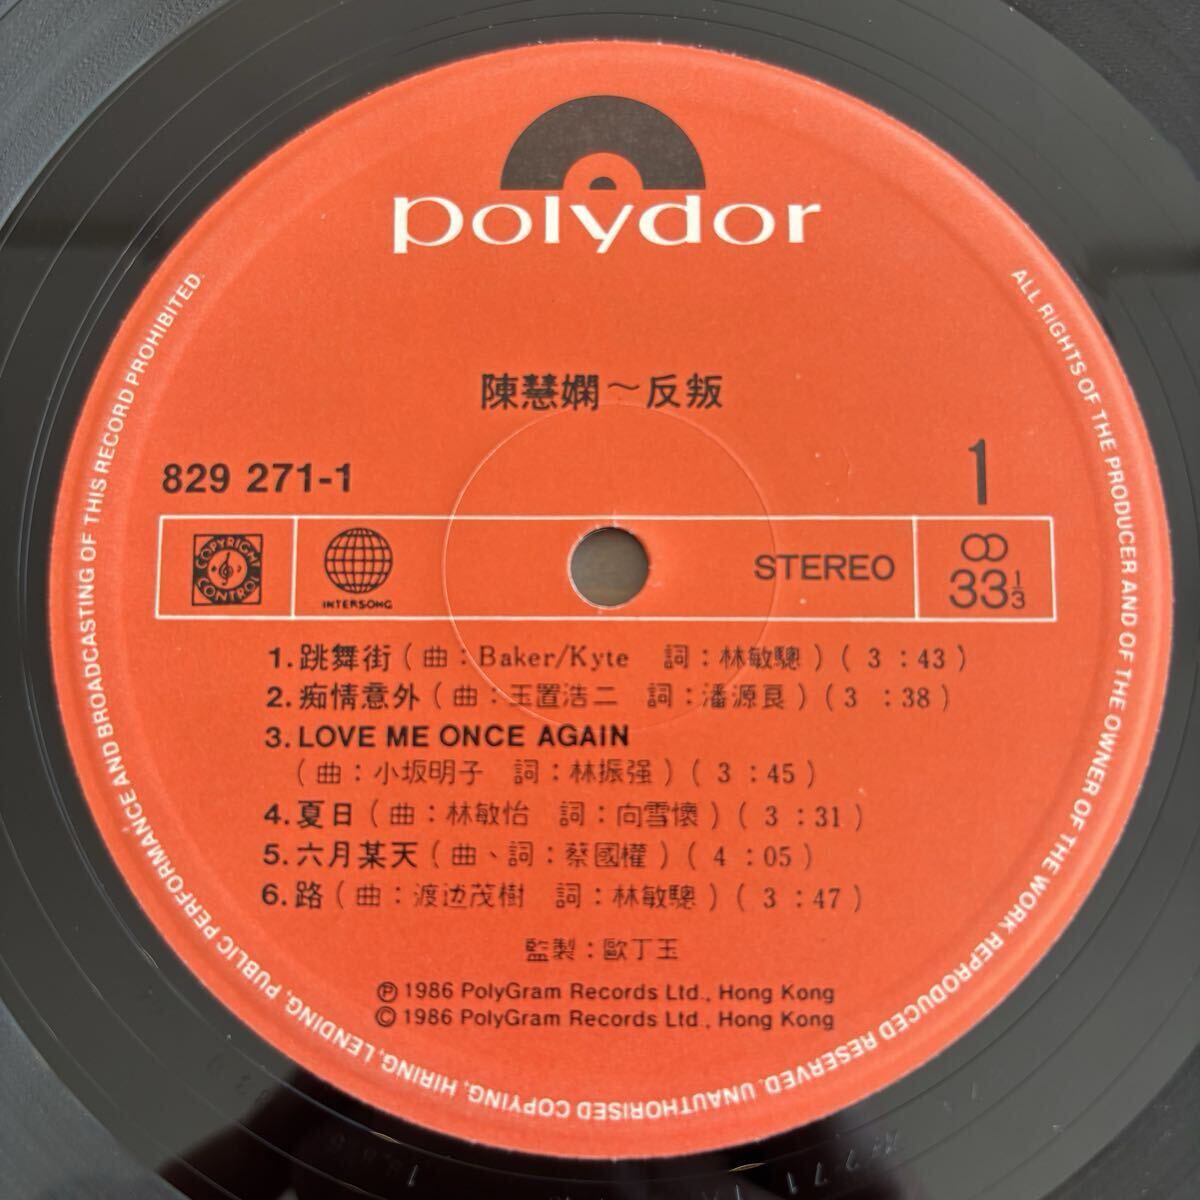 polydor
陳慧嫻～反叛
829 271-1
1
COPYRIGHT CONTROL
INTERSONG
STEREO
33 1/3
1. 跳舞街 (曲：Baker/Kyte 詞：林敏驄) (3:43)
2. 痴情意外 (曲：玉置浩二 詞：潘源良) (3:38)
3. LOVE ME ONCE AGAIN
(曲：小坂明子 詞：林振强) (3:45)
4. 夏日 (曲：林敏怡 詞：向雪懷) (3:31)
5. 六月某天 (曲、詞：蔡國權) (4:05)
6. 路 (曲：渡辺茂樹 詞：林敏驄) (3:47)
監製：歐丁玉
Ⓟ 1986 PolyGram Records Ltd., Hong Kong
© 1986 PolyGram Records Ltd., Hong Kong
ALL RIGHTS OF THE PRODUCER AND OF THE OWNER OF THE WORK REPRODUCED RESERVED. UNAUTHORISED COPYING, HIRING, LENDING, PUBLIC PERFORMANCE AND BROADCASTING OF THIS RECORD PROHIBITED.